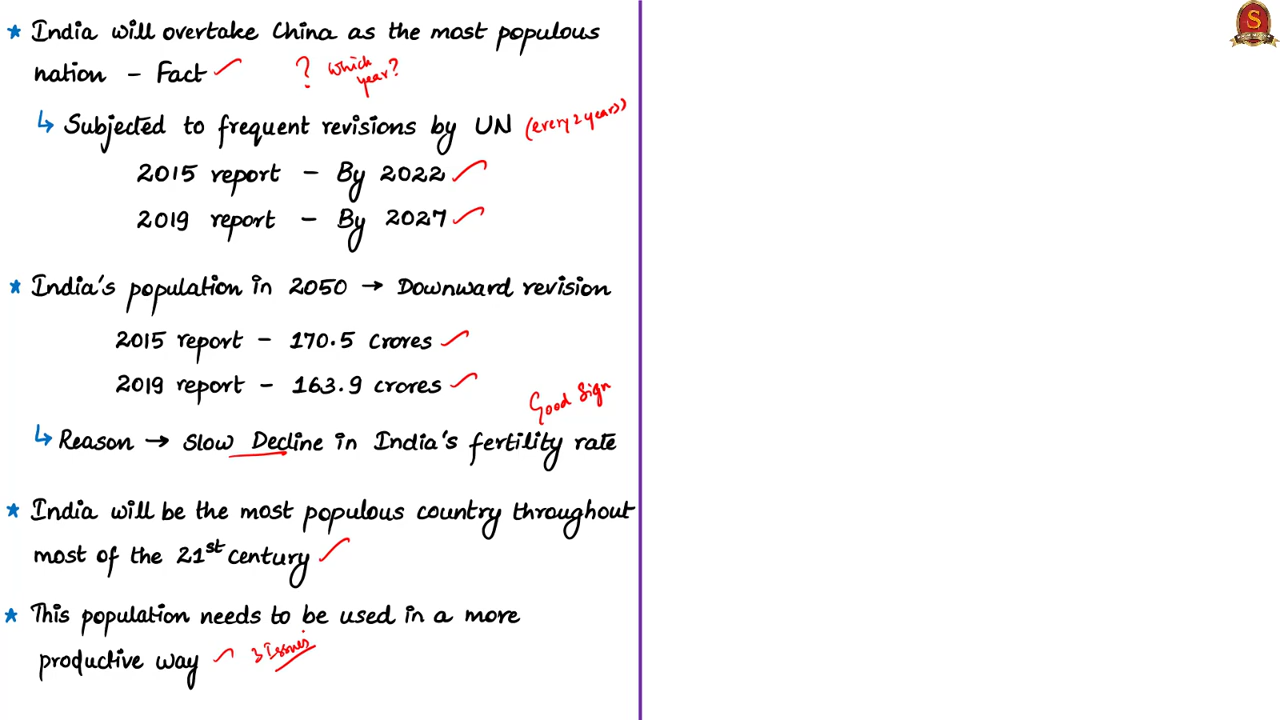 * India will overtake China as the most populous
nation - Fact ✓ ? which year?
↳ Subjected to frequent revisions by UN (every 2 years)
2015 report - By 2022 ✓
2019 report - By 2027 ✓
* India's population in 2050 → Downward revision
2015 report - 170.5 crores ✓
2019 report - 163.9 crores ✓
Good Sign
↳ Reason → Slow Decline in India's fertility rate
* India will be the most populous country throughout
most of the 21st century ✓
* This population needs to be used in a more
productive way ✓ 3 Issues
S